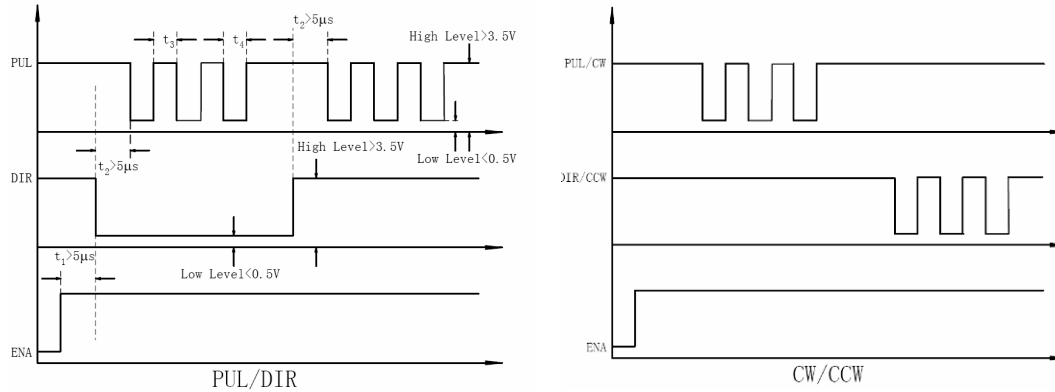 t₂>5μs
t₃
t₄
High Level>3.5V
PUL
Low Level<0.5V
t₂>5μs
High Level>3.5V
DIR
t₁>5μs
Low Level<0.5V
ENA
PUL/DIR
PUL/CW
DIR/CCW
ENA
CW/CCW